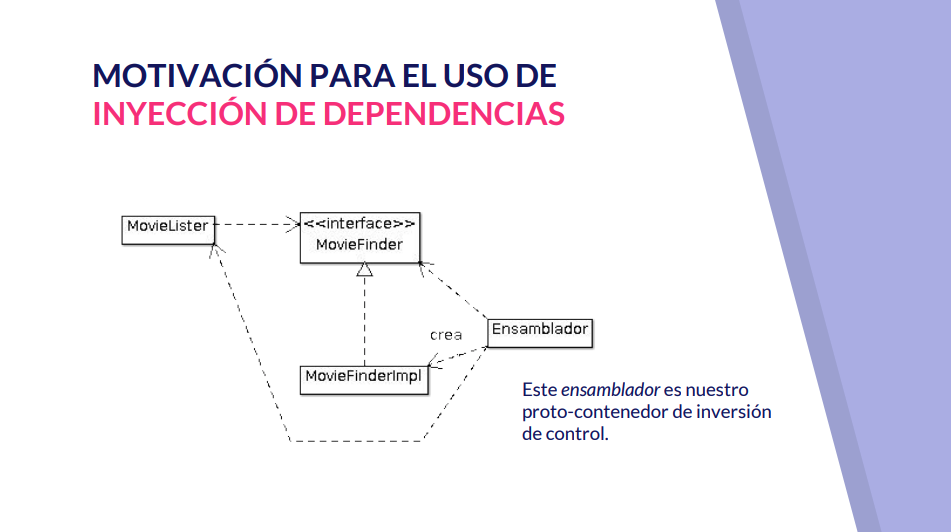 MOTIVACIÓN PARA EL USO DE
INYECCIÓN DE DEPENDENCIAS
MovieLister
<<interface>>
MovieFinder
Ensamblador
crea
MovieFinderImpl
Este ensamblador es nuestro
proto-contenedor de inversión
de control.